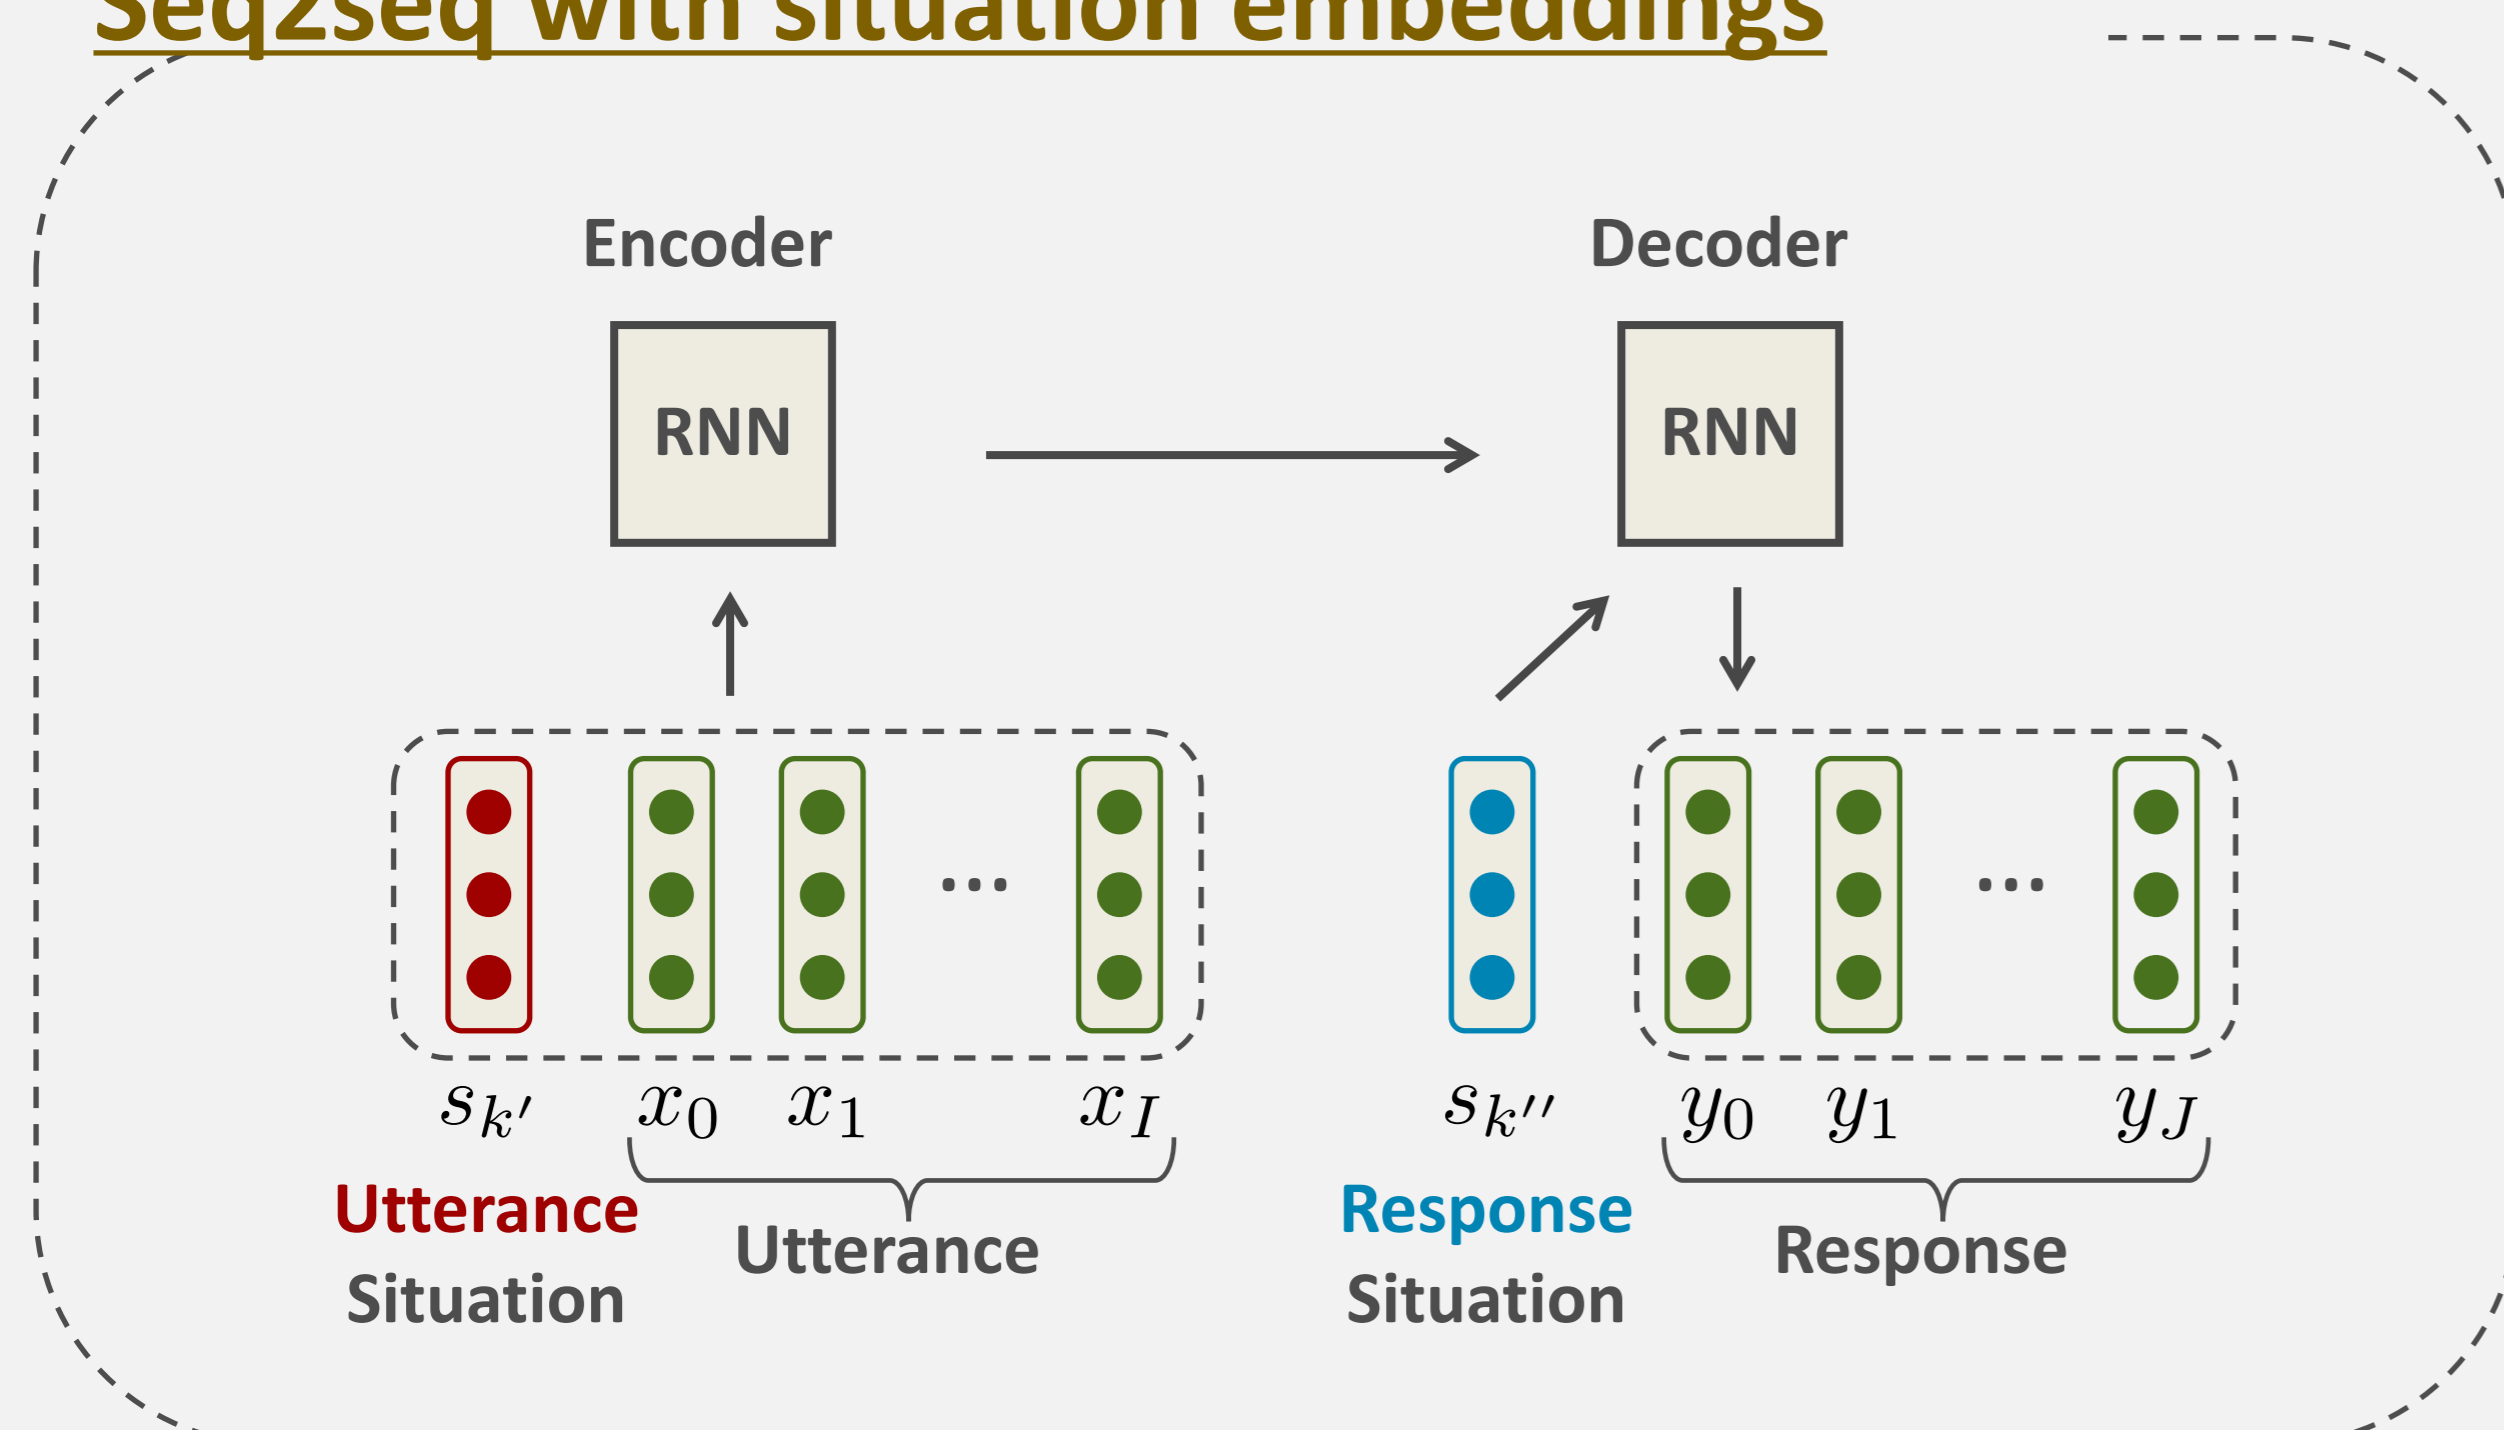 Seq2seq with situation embeddings
Encoder
Decoder
RNN
RNN
...
...
s_{k'} x_0 x_1 x_I
s_{k''} y_0 y_1 y_J
Utterance
Situation
Utterance
Response
Situation
Response